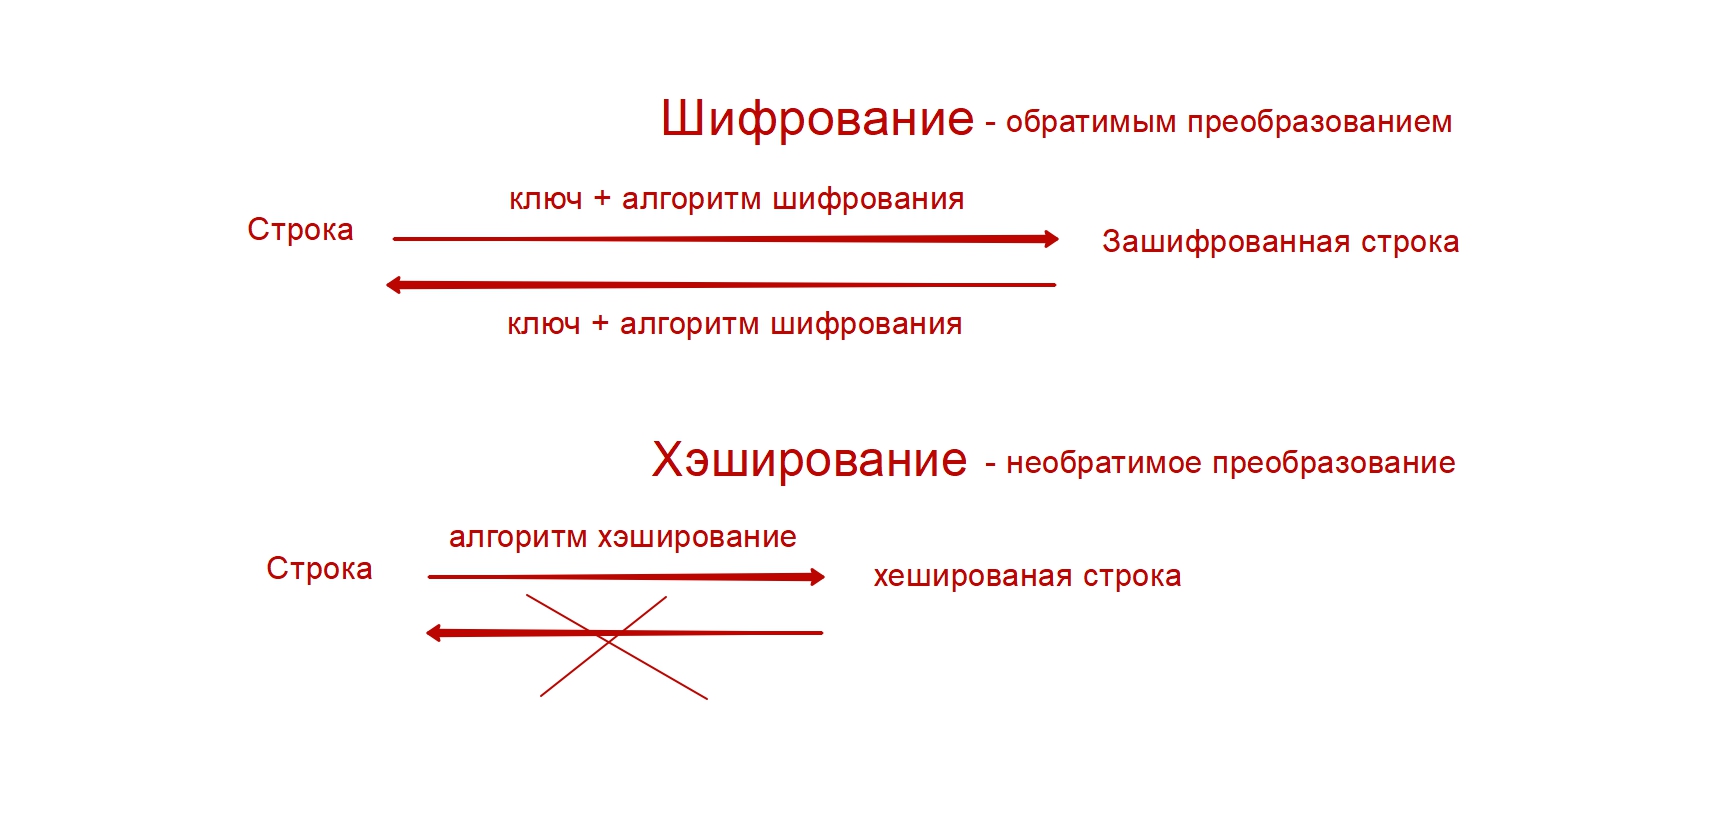 Шифрование - обратимым преобразованием
ключ + алгоритм шифрования
Строка
Зашифрованная строка
ключ + алгоритм шифрования
Хэширование - необратимое преобразование
алгоритм хэширование
Строка
хешированая строка